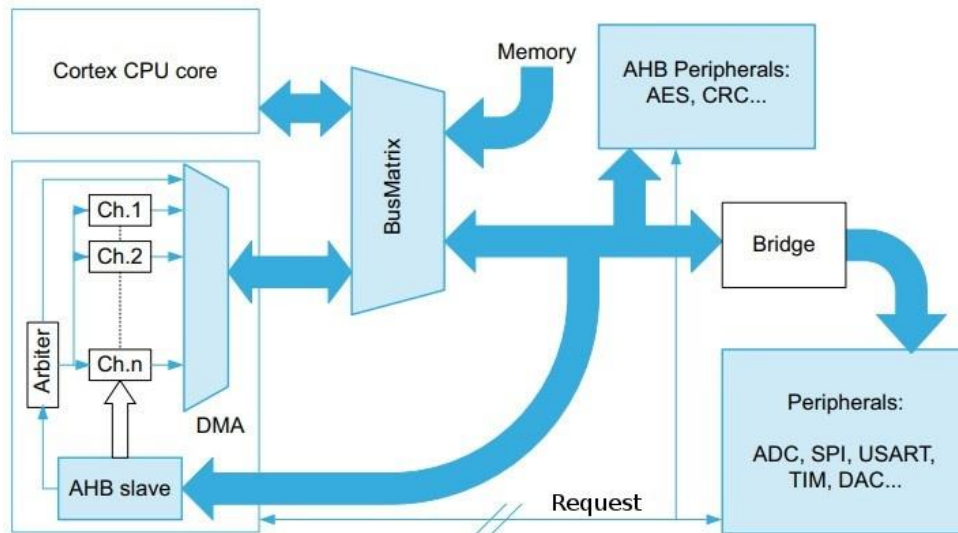 Cortex CPU core
Memory
AHB Peripherals:
AES, CRC...
BusMatrix
Ch.1
Ch.2
Bridge
Arbiter
Ch.n
DMA
Peripherals:
ADC, SPI, USART,
TIM, DAC...
AHB slave
Request